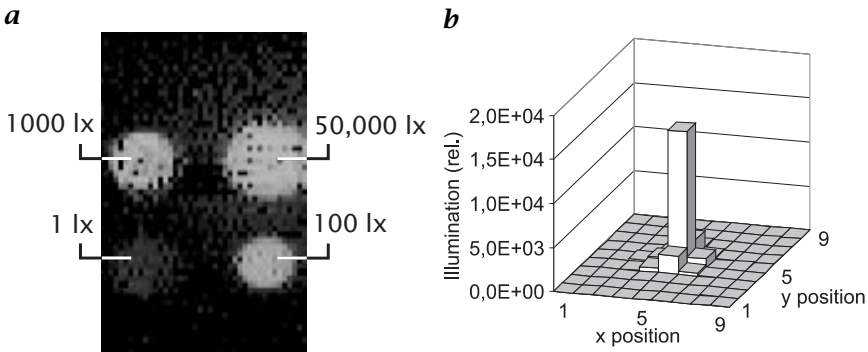 a
1000 lx
50,000 lx
1 lx
100 lx
b
Illumination (rel.)
2,0E+04
1,5E+04
1,0E+04
5,0E+03
0,0E+00
1
5
9
x position
1
5
9
y position